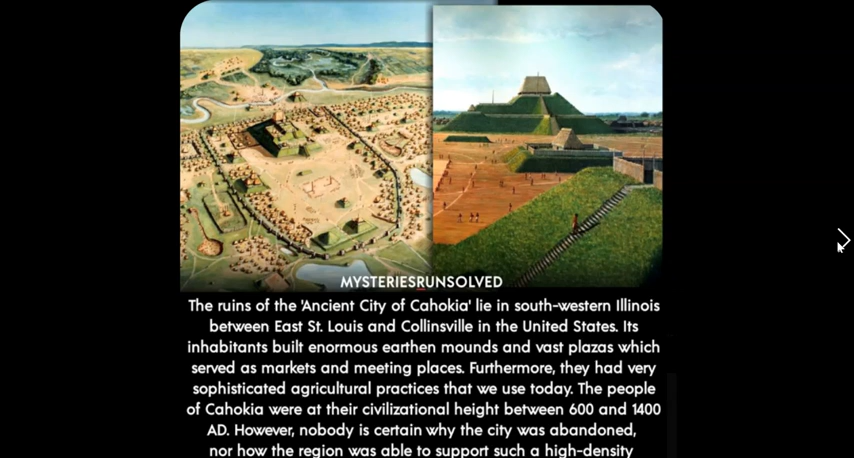 MYSTERIESRUNSOLVED
The ruins of the 'Ancient City of Cahokia' lie in south-western Illinois
between East St. Louis and Collinsville in the United States. Its
inhabitants built enormous earthen mounds and vast plazas which
served as markets and meeting places. Furthermore, they had very
sophisticated agricultural practices that we use today. The people
of Cahokia were at their civilizational height between 600 and 1400
AD. However, nobody is certain why the city was abandoned,
nor how the region was able to support such a high-density